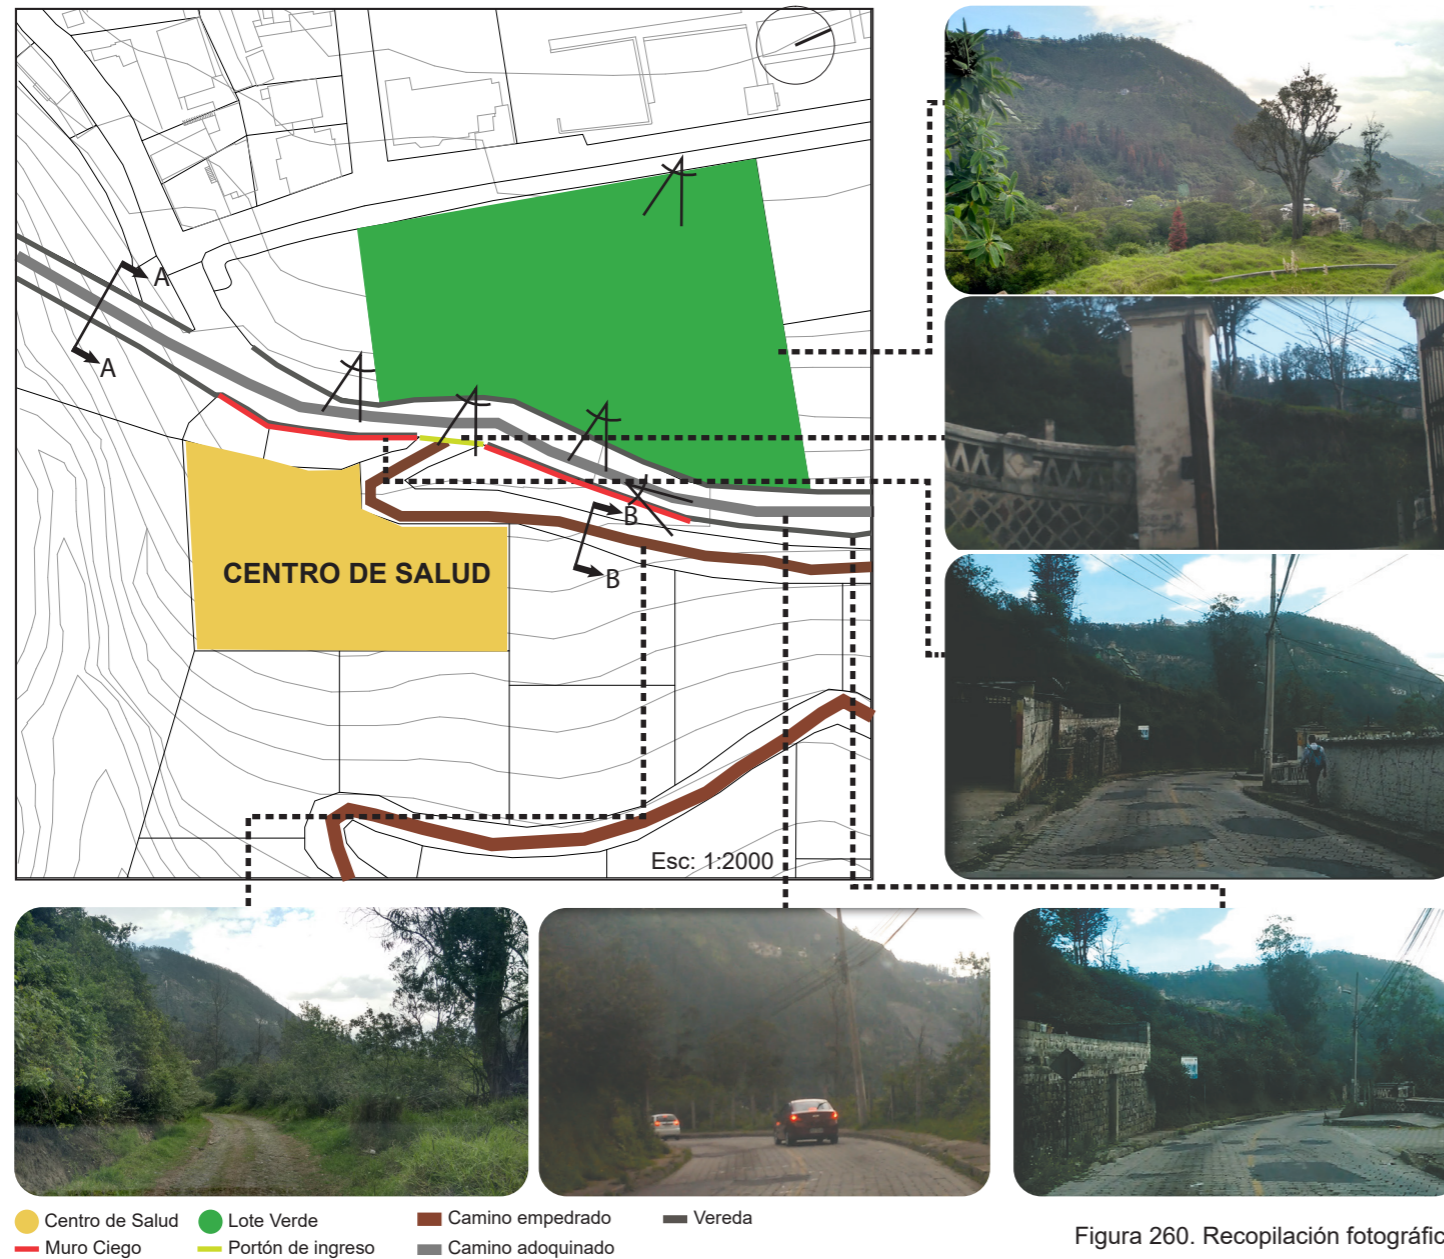 A
A
B
B
CENTRO DE SALUD
Esc: 1:2000
Centro de Salud
Lote Verde
Camino empedrado
Vereda
Muro Ciego
Portón de ingreso
Camino adoquinado
Figura 260. Recopilación fotográfic